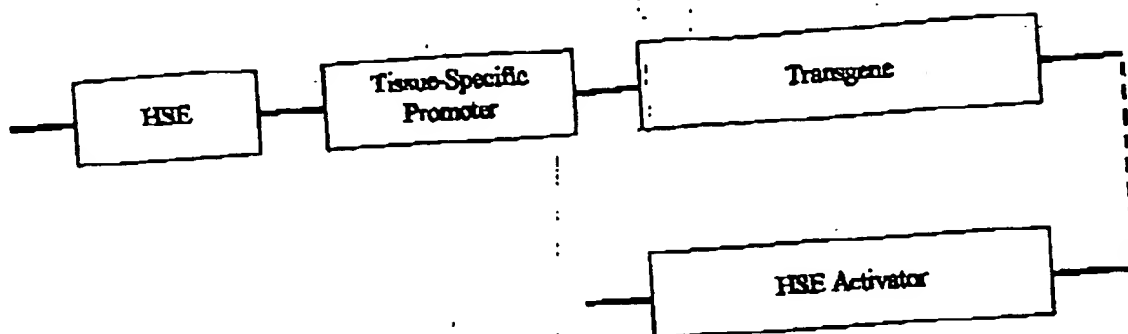 HSE
Tissue-Specific
Promoter
Transgene
HSE Activator